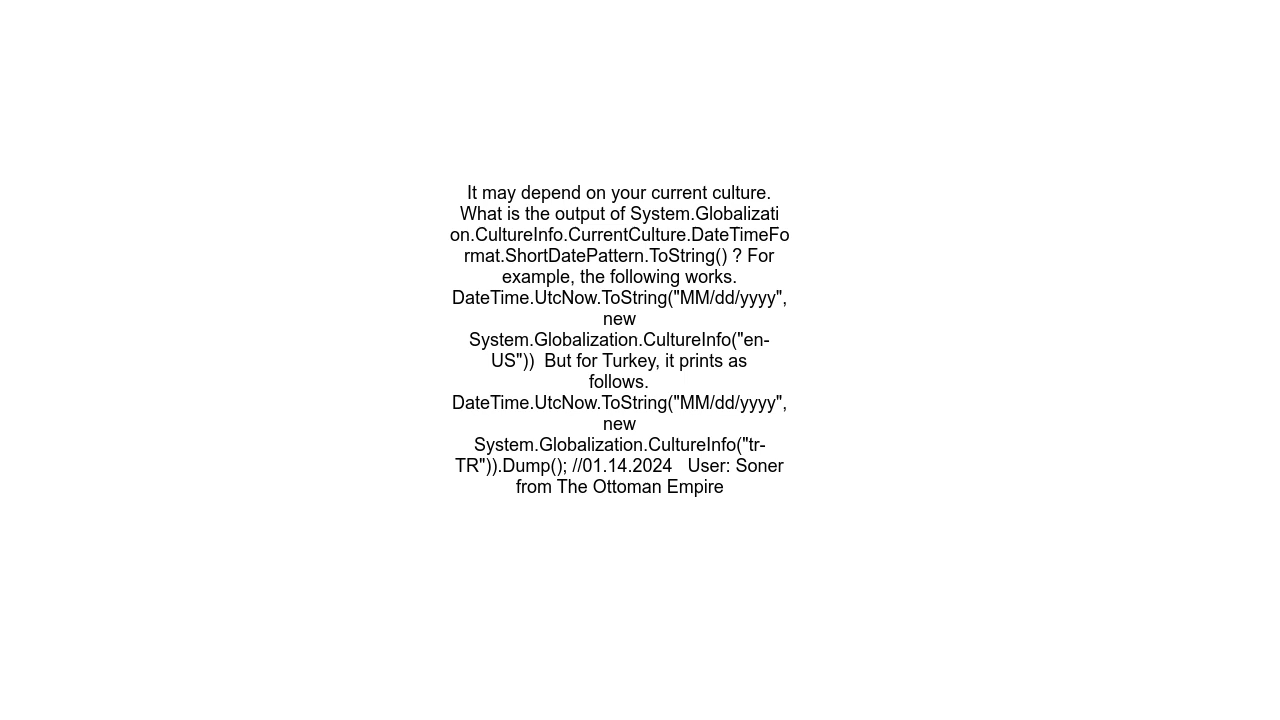 It may depend on your current culture.
What is the output of System.Globalizati
on.CultureInfo.CurrentCulture.DateTimeFo
rmat.ShortDatePattern.ToString() ? For
example, the following works.
DateTime.UtcNow.ToString("MM/dd/yyyy",
new
System.Globalization.CultureInfo("en-
US"))  But for Turkey, it prints as
follows.
DateTime.UtcNow.ToString("MM/dd/yyyy",
new
System.Globalization.CultureInfo("tr-
TR")).Dump(); //01.14.2024   User: Soner
from The Ottoman Empire